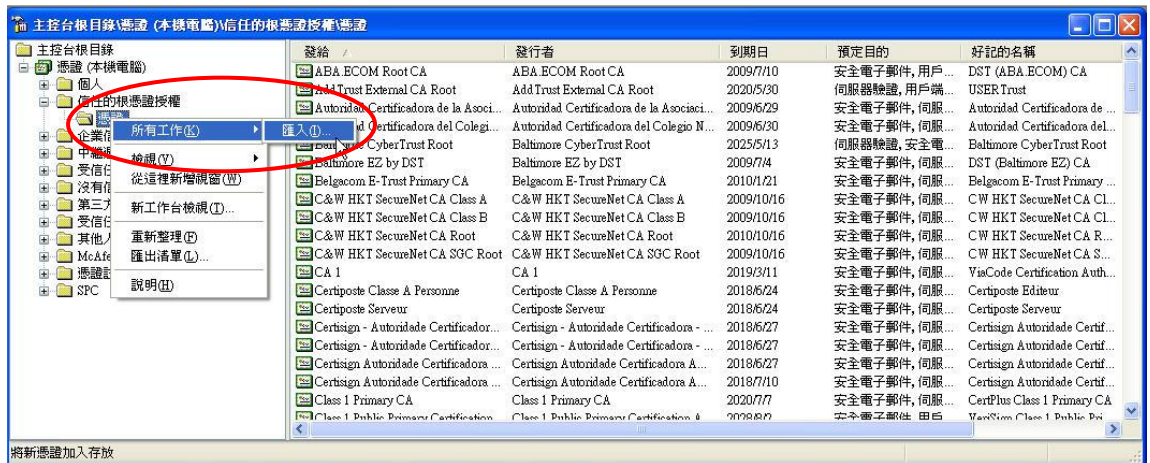 主控台根目錄\憑證 (本機電腦)\信任的根憑證授權\憑證
主控台根目錄
憑證 (本機電腦)
個人
信任的根憑證授權
憑證
企業信
中繼
受信任
沒有信
第三方
受信任
其他人
McAfe
憑證
SPC
所有工作(K)
檢視(V)
從這裡新增視窗(W)
新工作台檢視(T)...
重新整理(F)
匯出清單(L)...
說明(H)
匯入(I)...
發給 發行者 到期日 預定目的 好記的名稱
ABA.ECOM Root CA ABA.ECOM Root CA 2009/7/10 安全電子郵件, 用戶... DST (ABA.ECOM) CA
AddTrust External CA Root AddTrust External CA Root 2020/5/30 伺服器驗證, 用戶端... USERTrust
Autoridad Certificadora de la Asoci... Autoridad Certificadora de la Asociaci... 2009/6/29 安全電子郵件, 伺服... Autoridad Certificadora de ...
d Certificadora del Colegi... Autoridad Certificadora del Colegio N... 2009/6/30 安全電子郵件, 伺服... Autoridad Certificadora del...
Baltimore CyberTrust Root Baltimore CyberTrust Root 2025/5/13 伺服器驗證, 安全電... Baltimore CyberTrust Root
Baltimore EZ by DST Baltimore EZ by DST 2009/7/4 安全電子郵件, 伺服... DST (Baltimore EZ) CA
Belgacom E-Trust Primary CA Belgacom E-Trust Primary CA 2010/1/21 安全電子郵件, 伺服... Belgacom E-Trust Primary ...
C&W HKT SecureNet CA Class A C&W HKT SecureNet CA Class A 2009/10/16 安全電子郵件, 伺服... CW HKT SecureNet CA Cl...
C&W HKT SecureNet CA Class B C&W HKT SecureNet CA Class B 2009/10/16 安全電子郵件, 伺服... CW HKT SecureNet CA Cl...
C&W HKT SecureNet CA Root C&W HKT SecureNet CA Root 2010/10/16 安全電子郵件, 伺服... CW HKT SecureNet CA R...
C&W HKT SecureNet CA SGC Root C&W HKT SecureNet CA SGC Root 2009/10/16 安全電子郵件, 伺服... CW HKT SecureNet CA S...
CA 1 CA 1 2019/3/11 安全電子郵件, 伺服... ViaCode Certification Auth...
Certiposte Classe A Personne Certiposte Classe A Personne 2018/6/24 安全電子郵件, 伺服... Certiposte Editeur
Certiposte Serveur Certiposte Serveur 2018/6/24 安全電子郵件, 伺服... Certiposte Serveur
Certisign - Autoridade Certificador... Certisign - Autoridade Certificadora - ... 2018/6/27 安全電子郵件, 伺服... Certisign Autoridade Certif...
Certisign - Autoridade Certificador... Certisign - Autoridade Certificadora - ... 2018/6/27 安全電子郵件, 伺服... Certisign Autoridade Certif...
Certisign Autoridade Certificadora ... Certisign Autoridade Certificadora A... 2018/6/27 安全電子郵件, 伺服... Certisign Autoridade Certif...
Certisign Autoridade Certificadora ... Certisign Autoridade Certificadora A... 2018/7/10 安全電子郵件, 伺服... Certisign Autoridade Certif...
Class 1 Primary CA Class 1 Primary CA 2020/7/7 安全電子郵件, 伺服... CertPlus Class 1 Primary CA
Class 1 Public Primary Certification Class 1 Public Primary Certification A 2028/8/2 安全電子郵件, 用戶 VeriSign Class 1 Public Pri
將新憑證加入存放